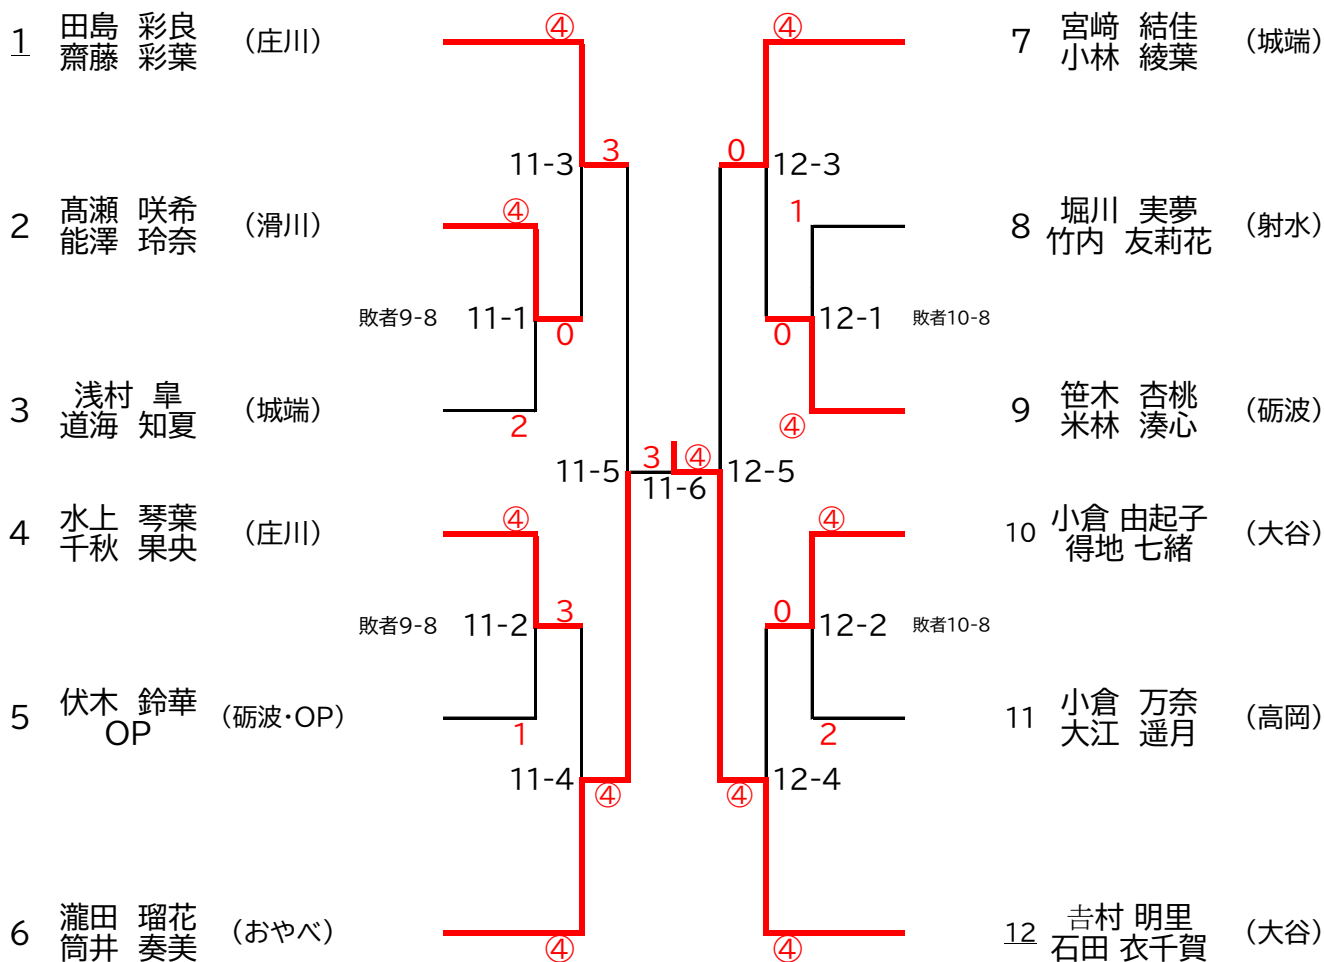 1 田島 彩良 (庄川)
齋藤 彩葉
④
11-3
3
2 髙瀬 咲希 (滑川)
能澤 玲奈
④
敗者9-8 11-1
0
3 浅村 皐 (城端)
道海 知夏
2
11-5
4 水上 琴葉 (庄川)
千秋 果央
④
敗者9-8 11-2
3
5 伏木 鈴華 (砺波・OP)
OP
1
11-4
④
6 瀧田 瑠花 (おやべ)
筒井 奏美
④
3 ④
11-6
7 宮﨑 結佳 (城端)
小林 綾葉
④
0
12-3
8 堀川 実夢 (射水)
竹内 友莉花
1
12-1 敗者10-8
0
9 笹木 杏桃 (砺波)
米林 湊心
④
12-5
10 小倉 由起子 (大谷)
得地 七緒
④
0
12-2 敗者10-8
11 小倉 万奈 (高岡)
大江 遥月
2
12-4
④
12 𠮷村 明里 (大谷)
石田 衣千賀
④